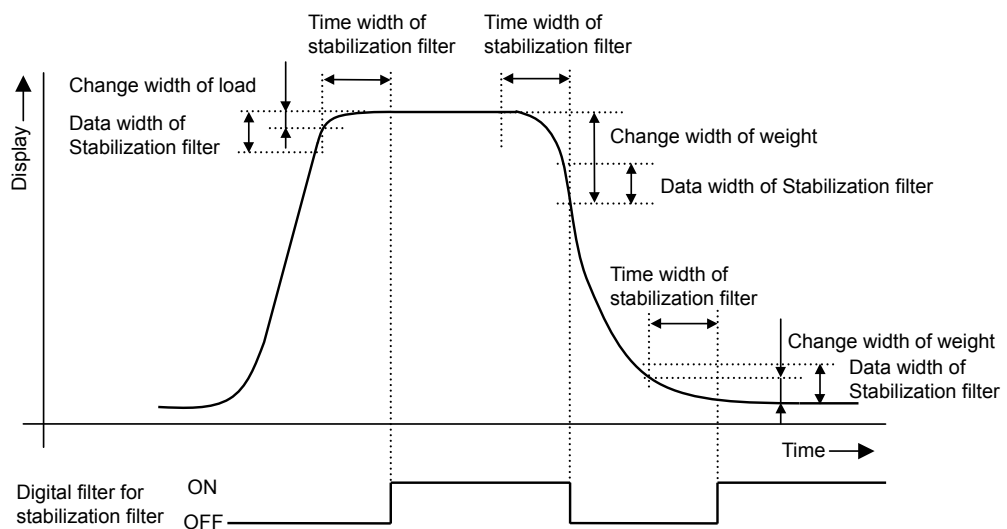 Time width of
stabilization filter
Time width of
stabilization filter
Change width of load
Data width of
Stabilization filter
Display
Change width of weight
Data width of Stabilization filter
Time width of
stabilization filter
Change width of weight
Data width of
Stabilization filter
Time
Digital filter for
stabilization filter
ON
OFF